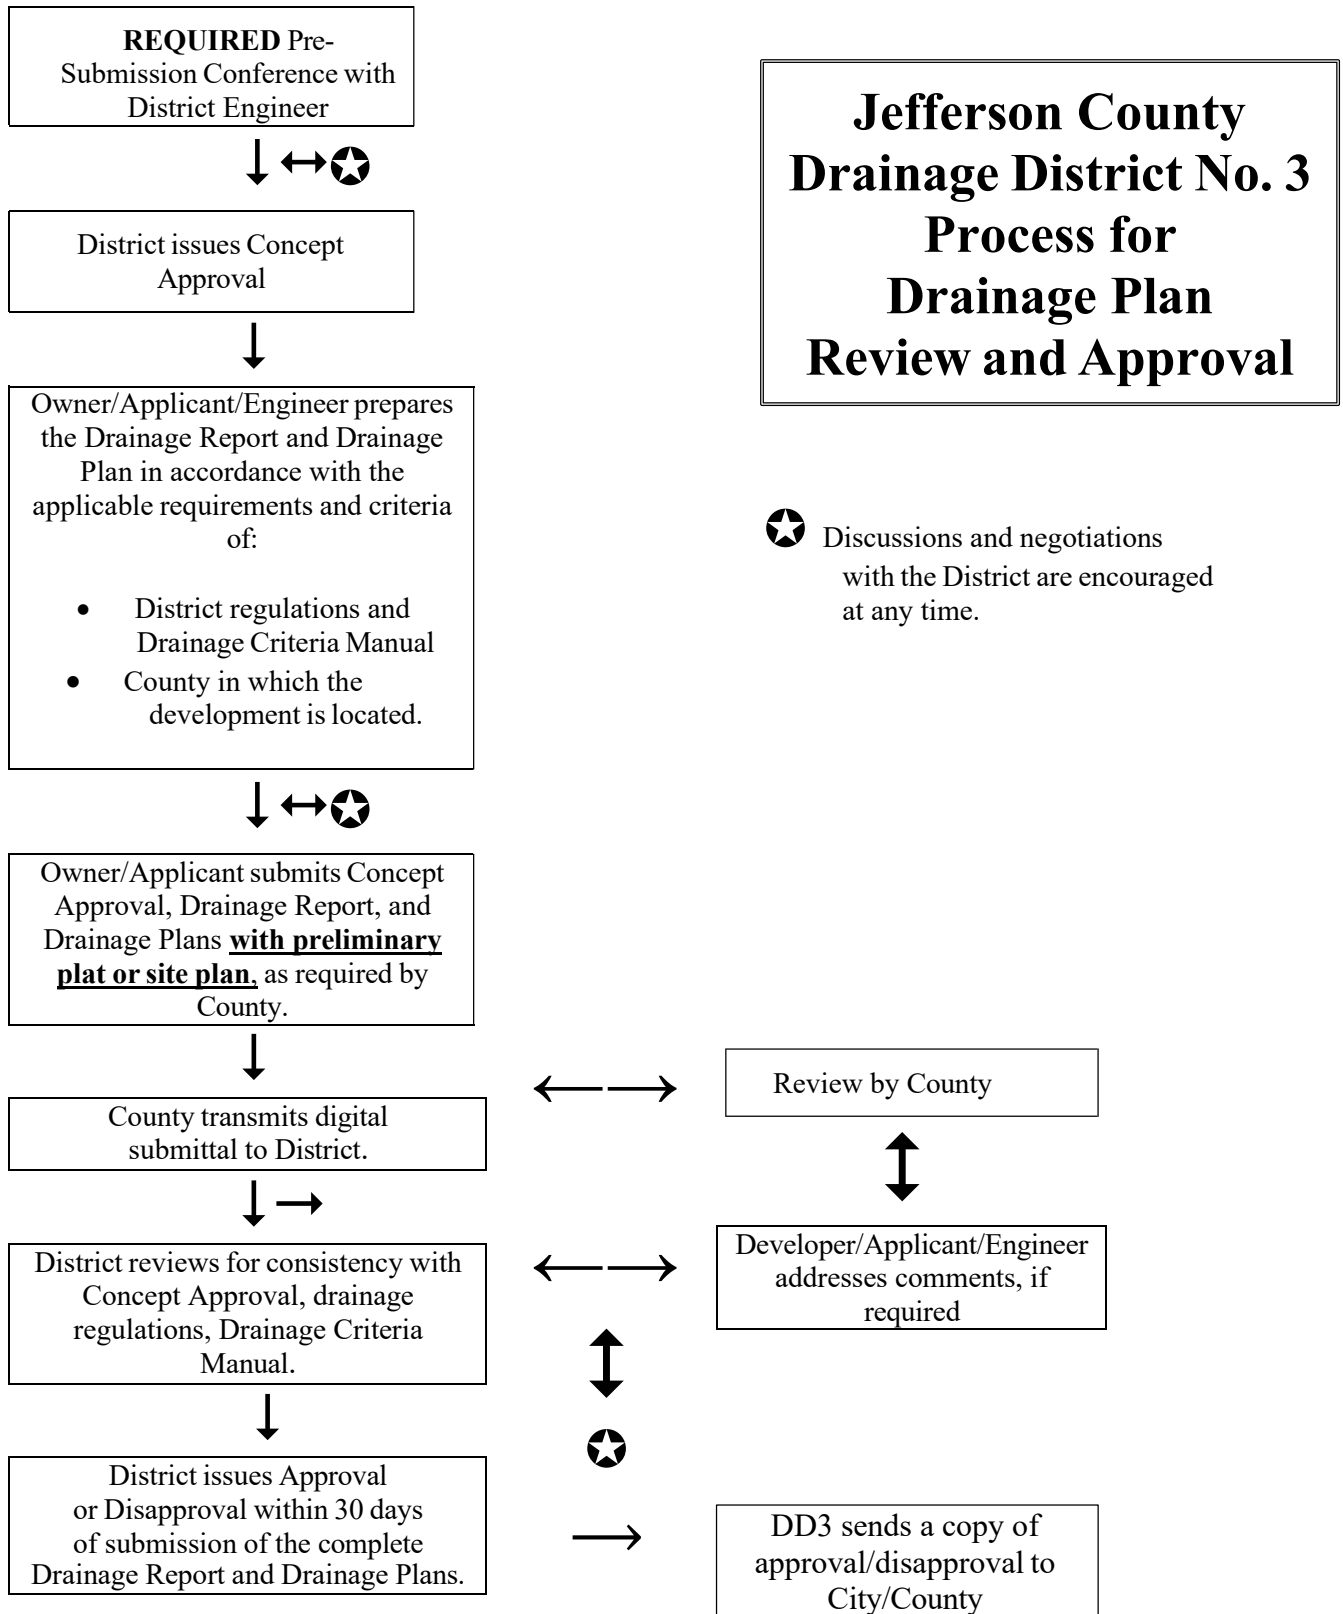 REQUIRED Pre-
Submission Conference with
District Engineer
Jefferson County
Drainage District No. 3
Process for
Drainage Plan
Review and Approval
District issues Concept
Approval
Owner/Applicant/Engineer prepares
the Drainage Report and Drainage
Plan in accordance with the
applicable requirements and criteria
of:
• District regulations and
Drainage Criteria Manual
• County in which the
development is located.
✪ Discussions and negotiations
with the District are encouraged
at any time.
Owner/Applicant submits Concept
Approval, Drainage Report, and
Drainage Plans with preliminary
plat or site plan, as required by
County.
County transmits digital
submittal to District.
Review by County
District reviews for consistency with
Concept Approval, drainage
regulations, Drainage Criteria
Manual.
Developer/Applicant/Engineer
addresses comments, if
required
District issues Approval
or Disapproval within 30 days
of submission of the complete
Drainage Report and Drainage Plans.
DD3 sends a copy of
approval/disapproval to
City/County